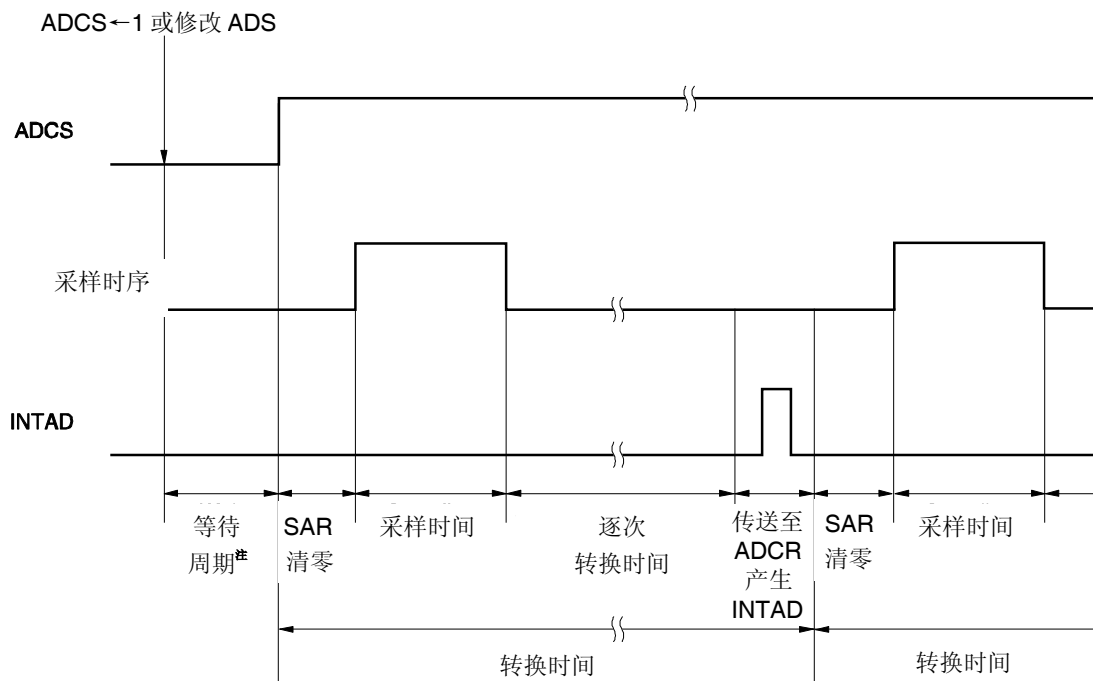 ADCS←1 或修改 ADS
ADCS
采样时序
INTAD
等待
周期注
SAR
清零
采样时间
逐次
转换时间
传送至
ADCR
产生
INTAD
SAR
清零
采样时间
转换时间
转换时间